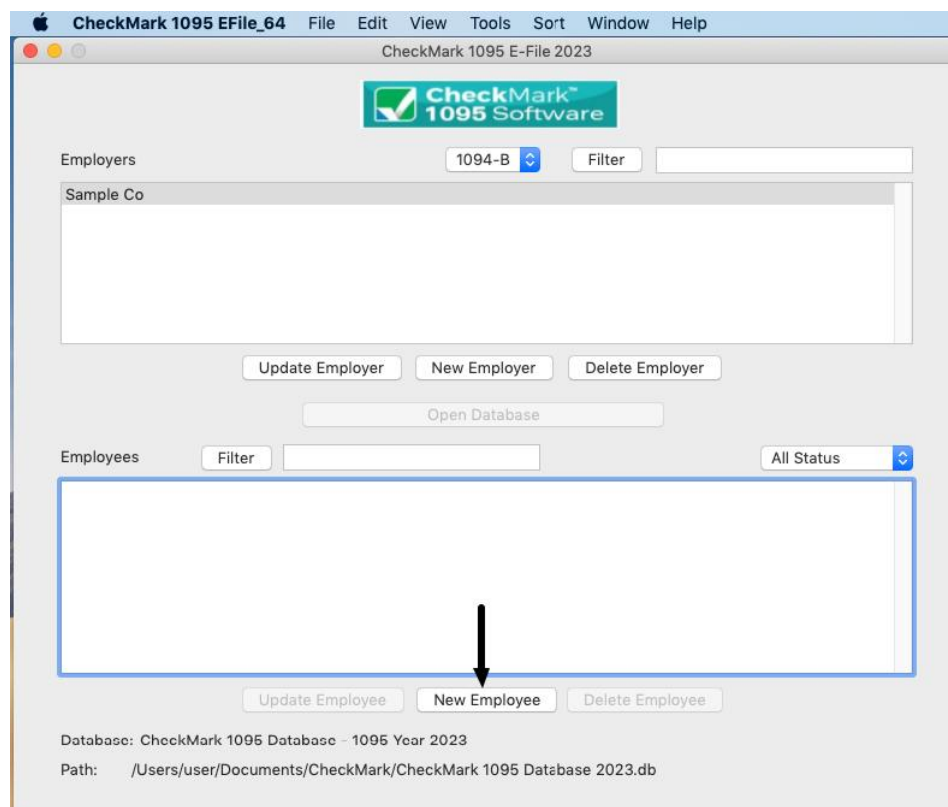 CheckMark 1095 EFile_64 File Edit View Tools Sort Window Help
CheckMark 1095 E-File 2023
CheckMark™
1095 Software
Employers 1094-B Filter
Sample Co
Update Employer New Employer Delete Employer
Open Database
Employees Filter All Status
Update Employee New Employee Delete Employee
Database: CheckMark 1095 Database - 1095 Year 2023
Path: /Users/user/Documents/CheckMark/CheckMark 1095 Database 2023.db